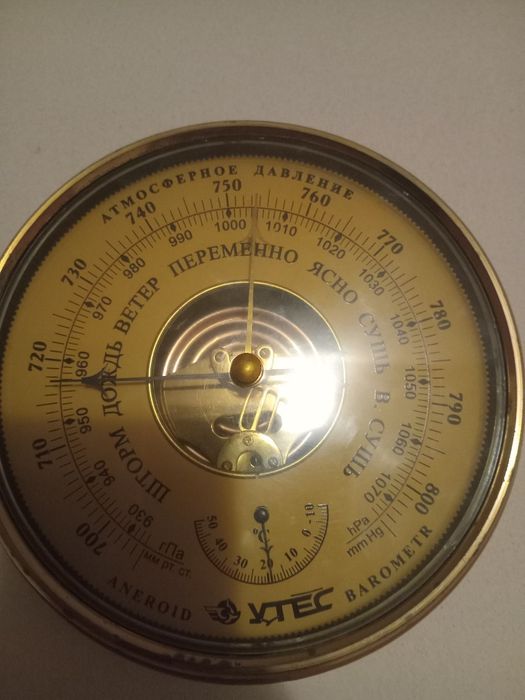 АТМОСФЕРНОЕ ДАВЛЕНИЕ
700 710 720 730 740 750 760 770 780 790 800
930 940 950 960 970 980 990 1000 1010 1020 1030 1040 1050 1060 1070
ШТОРМ ДОЖДЬ ВЕТЕР ПЕРЕМЕННО ЯСНО СУШЬ В. СУШЬ
гПа
мм рт. ст.
hPa
mmHg
50 40 30 20 10 0 -10
°C
ANEROID УТЕС BAROMETR